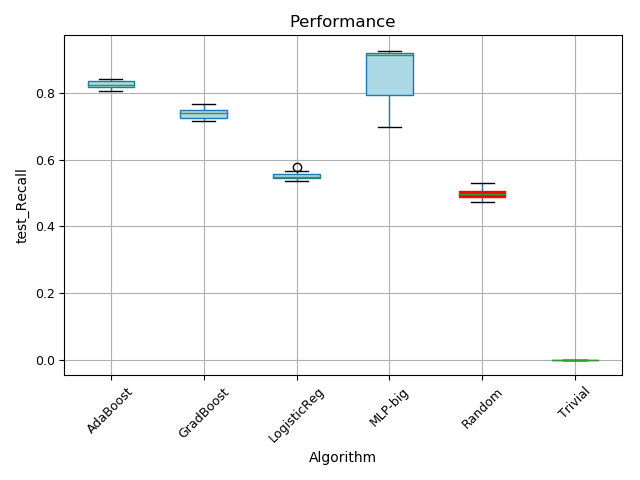 Performance
test_Recall
0.8
0.6
0.4
0.2
0.0
AdaBoost
GradBoost
LogisticReg
MLP-big
Random
Trivial
Algorithm